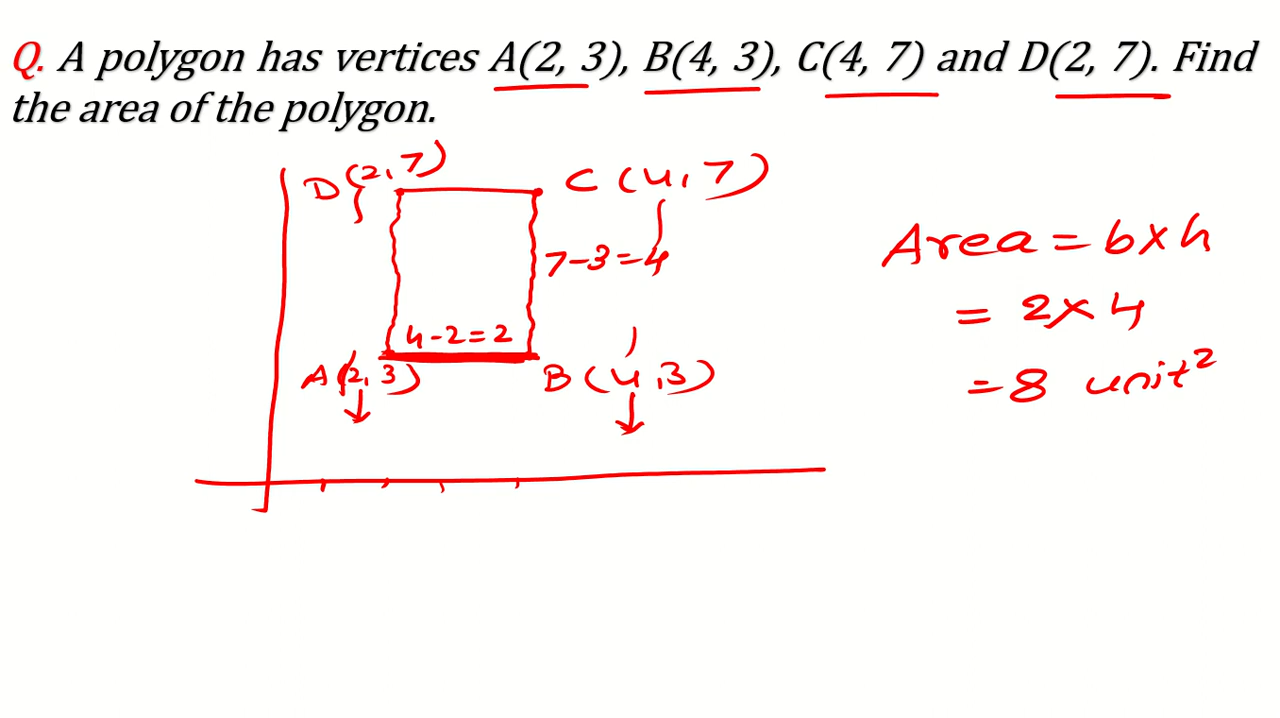 Q. A polygon has vertices A(2, 3), B(4, 3), C(4, 7) and D(2, 7). Find
the area of the polygon.
D(2,7)
C (4,7)
7-3=4
4-2=2
A(2,3)
B (4,3)
Area = b×h
= 2×4
=8 unit²